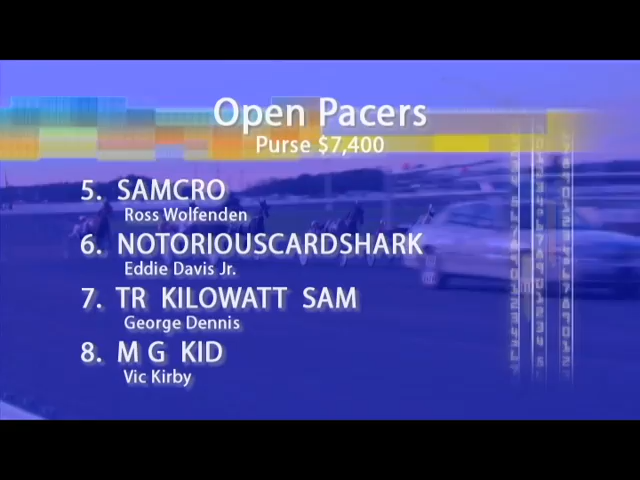 Open Pacers
Purse $7,400
5. SAMCRO
Ross Wolfenden
6. NOTORIOUSCARDSHARK
Eddie Davis Jr.
7. TR KILOWATT SAM
George Dennis
8. M G KID
Vic Kirby